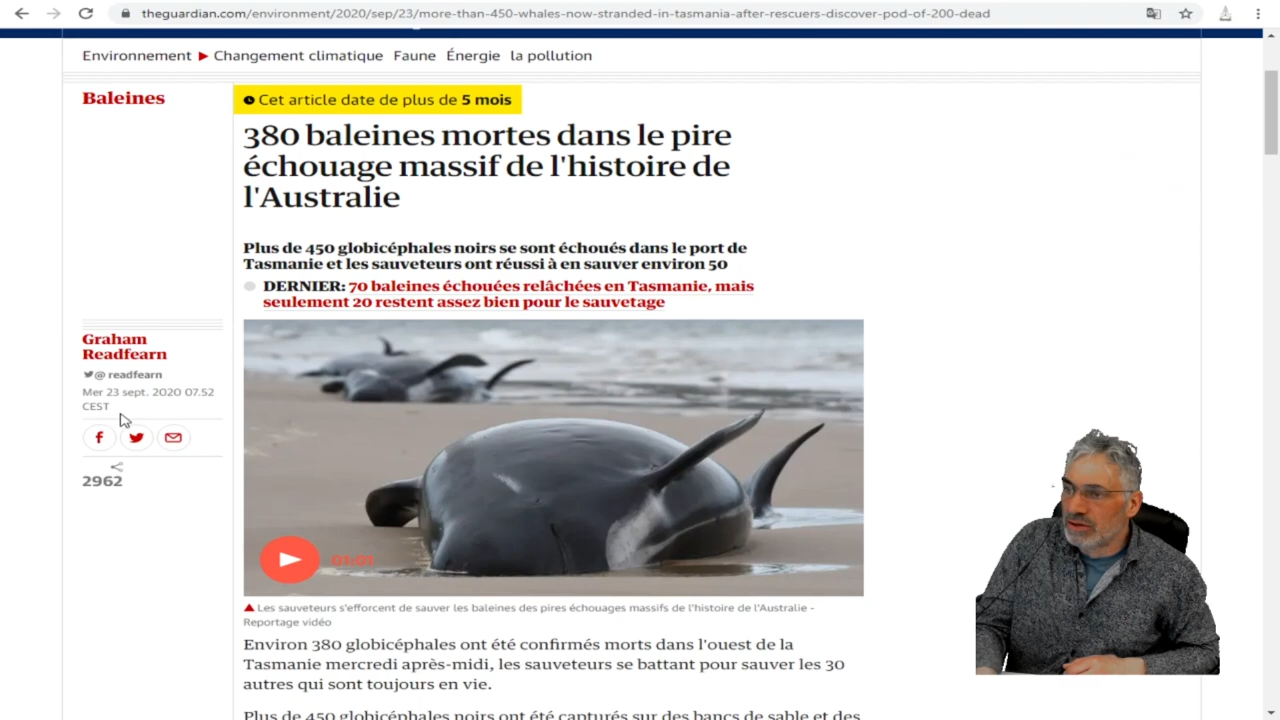 theguardian.com/environment/2020/sep/23/more-than-450-whales-now-stranded-in-tasmania-after-rescuers-discover-pod-of-200-dead
Environnement ► Changement climatique Faune Énergie la pollution
Baleines
Cet article date de plus de 5 mois
380 baleines mortes dans le pire
échouage massif de l'histoire de
l'Australie
Plus de 450 globicéphales noirs se sont échoués dans le port de
Tasmanie et les sauveteurs ont réussi à en sauver environ 50
DERNIER: 70 baleines échouées relâchées en Tasmanie, mais
seulement 20 restent assez bien pour le sauvetage
Graham
Readfearn
@ readfearn
Mer 23 sept. 2020 07.52
CEST
2962
01:01
Les sauveteurs s'efforcent de sauver les baleines des pires échouages massifs de l'histoire de l'Australie -
Reportage vidéo
Environ 380 globicéphales ont été confirmés morts dans l'ouest de la
Tasmanie mercredi après-midi, les sauveteurs se battant pour sauver les 30
autres qui sont toujours en vie.
Plus de 450 globicéphales noirs ont été capturés sur des bancs de sable et des